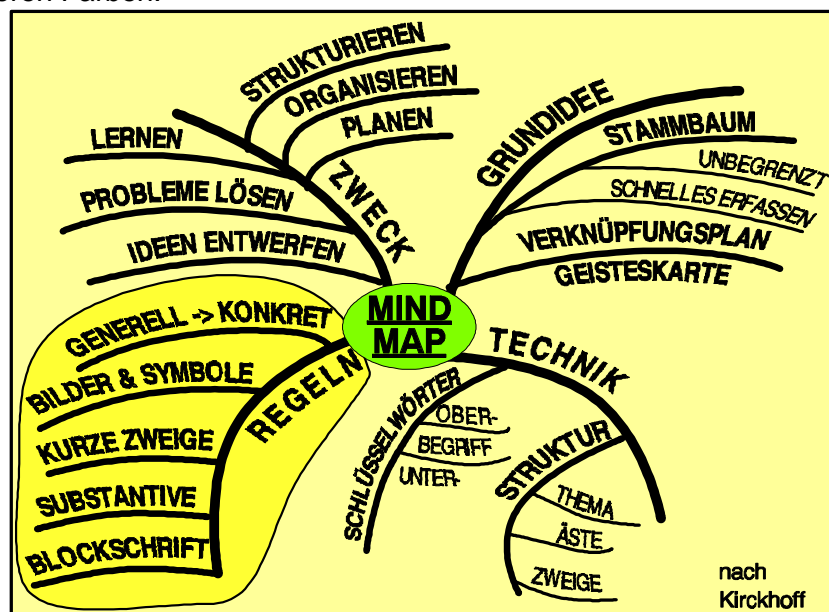 STRUKTURIEREN
ORGANISIEREN
PLANEN
LERNEN
PROBLEME LÖSEN
IDEEN ENTWERFEN
ZWECK
GRUNDIDEE
STAMMBAUM
UNBEGRENZT
SCHNELLES ERFASSEN
VERKNÜPFUNGSPLAN
GEISTESKARTE
MIND
MAP
GENERELL -> KONKRET
BILDER & SYMBOLE
KURZE ZWEIGE
SUBSTANTIVE
BLOCKSCHRIFT
REGELN
TECHNIK
SCHLÜSSELWÖRTER
OBER-
BEGRIFF
UNTER-
STRUKTUR
THEMA
ÄSTE
ZWEIGE
nach
Kirckhoff